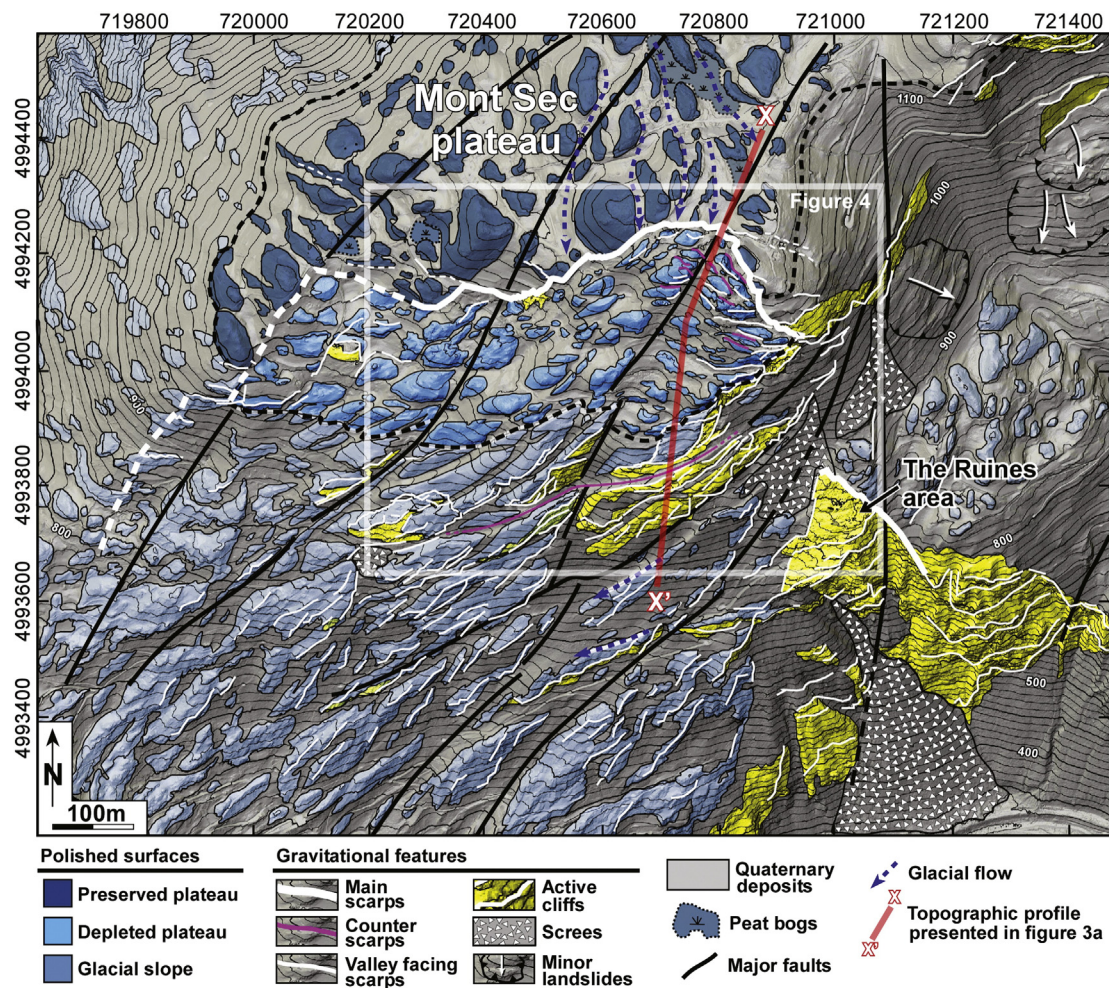 719800 720000 720200 720400 720600 720800 721000 721200 721400
4994400
4994200
4994000
4993800
4993600
4993400
Mont Sec
plateau
X
Figure 4
1100
1000
900
900
800
The Ruines
area
800
X'
500
400
N
100m
Polished surfaces
Preserved plateau
Depleted plateau
Glacial slope
Gravitational features
Main
scarps
Counter
scarps
Valley facing
scarps
Active
cliffs
Screes
Minor
landslides
Quaternary
deposits
Peat bogs
Major faults
Glacial flow
X
X'
Topographic profile
presented in figure 3a